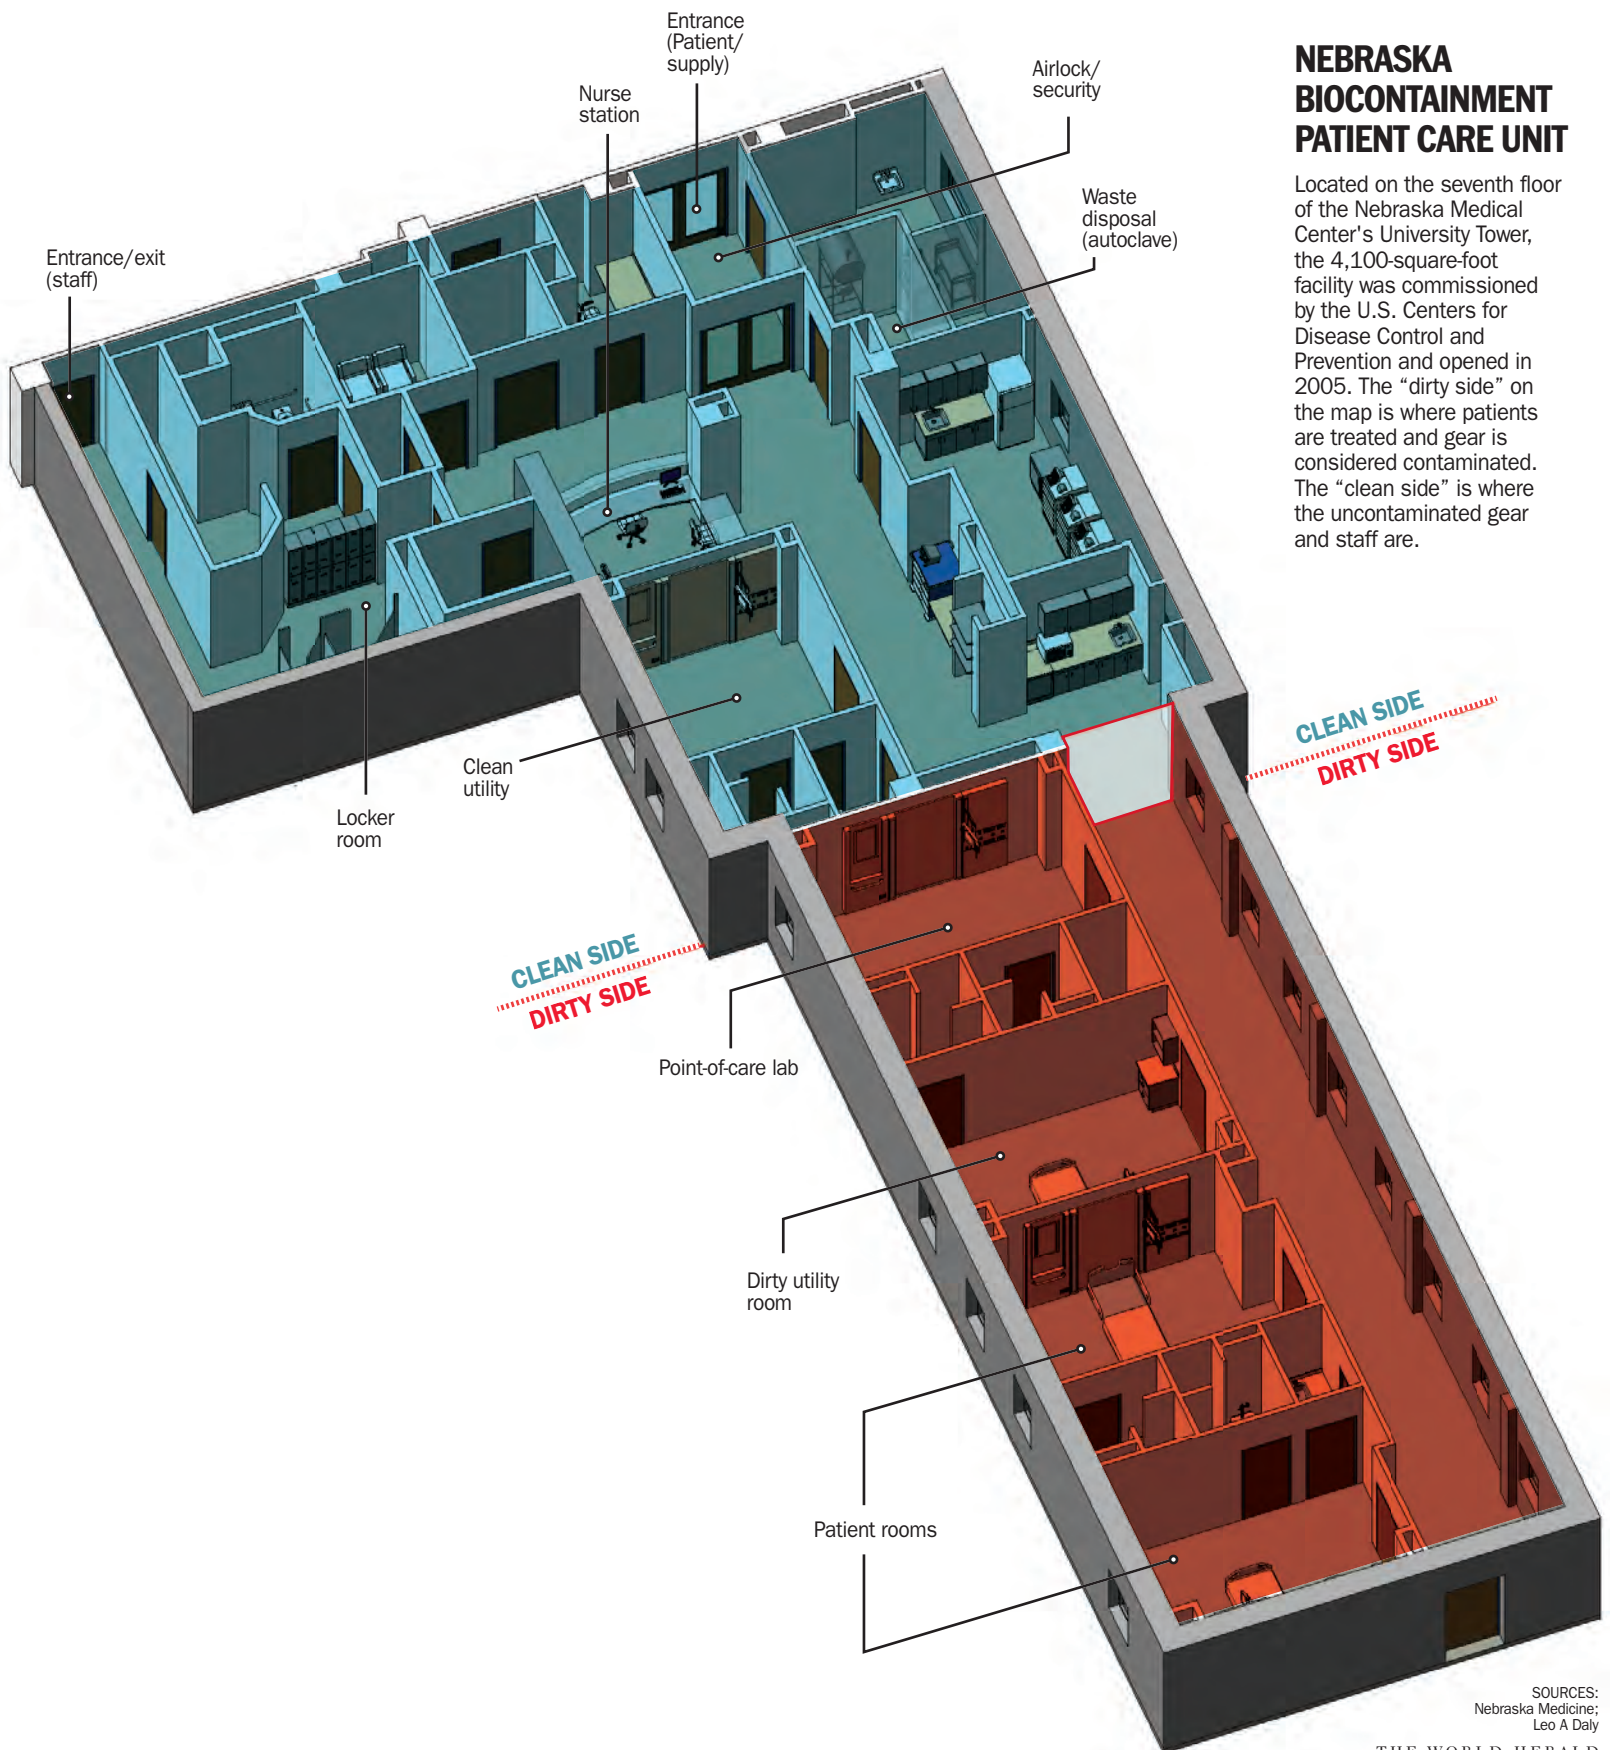 Entrance
(Patient/
supply)
Nurse
station
Airlock/
security
Waste
disposal
(autoclave)
Entrance/exit
(staff)
NEBRASKA
BIOCONTAINMENT
PATIENT CARE UNIT
Located on the seventh floor
of the Nebraska Medical
Center's University Tower,
the 4,100-square-foot
facility was commissioned
by the U.S. Centers for
Disease Control and
Prevention and opened in
2005. The “dirty side” on
the map is where patients
are treated and gear is
considered contaminated.
The “clean side” is where
the uncontaminated gear
and staff are.
CLEAN SIDE
DIRTY SIDE
Clean
utility
Locker
room
CLEAN SIDE
DIRTY SIDE
Point-of-care lab
Dirty utility
room
Patient rooms
SOURCES:
Nebraska Medicine;
Leo A Daly
THE WORLD-HERALD